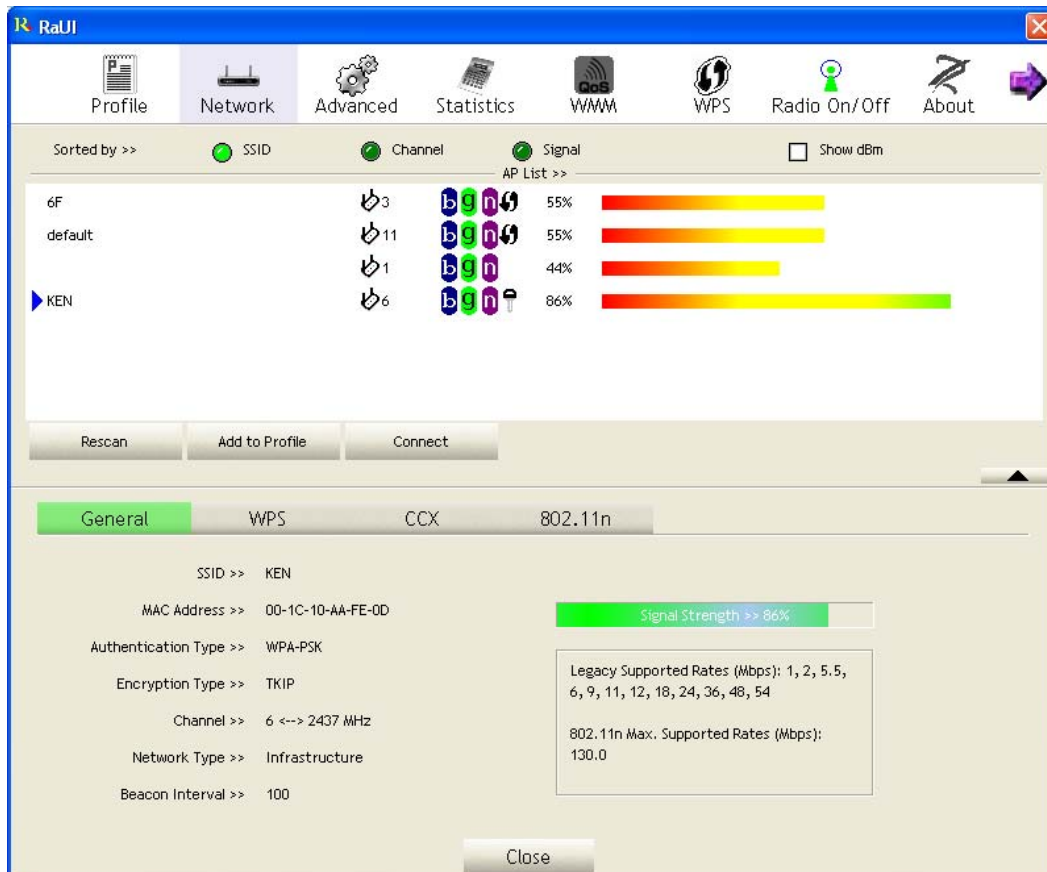 RaUI
Profile Network Advanced Statistics WMM WPS Radio On/Off About
Sorted by >> SSID Channel Signal Show dBm
AP List >>
6F 3 b g n 55%
default 11 b g n 55%
1 b g n 44%
KEN 6 b g n 86%
Rescan Add to Profile Connect
General WPS CCX 802.11n
SSID >> KEN
MAC Address >> 00-1C-10-AA-FE-0D
Signal Strength >> 86%
Authentication Type >> WPA-PSK
Encryption Type >> TKIP
Channel >> 6 <--> 2437 MHz
Network Type >> Infrastructure
Beacon Interval >> 100
Legacy Supported Rates (Mbps): 1, 2, 5.5,
6, 9, 11, 12, 18, 24, 36, 48, 54
802.11n Max. Supported Rates (Mbps):
130.0
Close